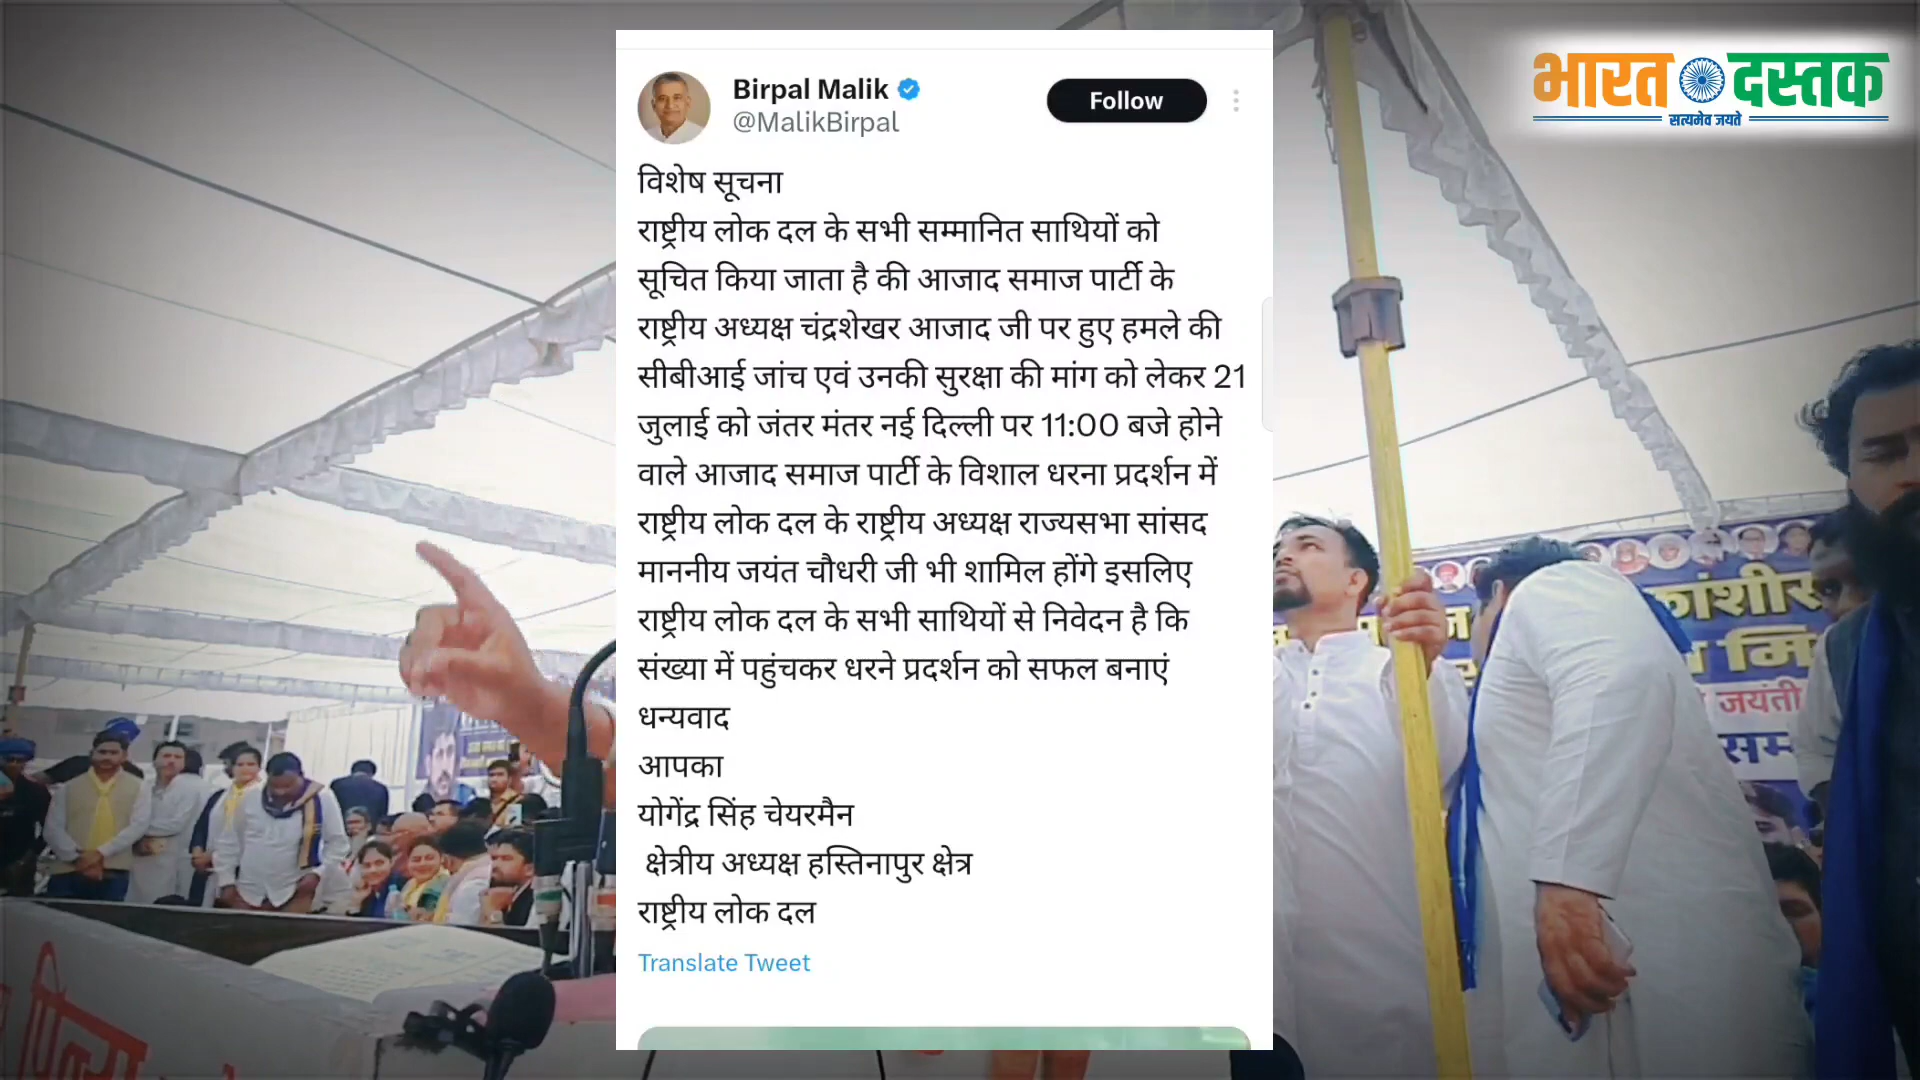 भारत दस्तक
सत्यमेव जयते
Birpal Malik
@MalikBirpal
Follow
विशेष सूचना
राष्ट्रीय लोक दल के सभी सम्मानित साथियों को
सूचित किया जाता है की आजाद समाज पार्टी के
राष्ट्रीय अध्यक्ष चंद्रशेखर आजाद जी पर हुए हमले की
सीबीआई जांच एवं उनकी सुरक्षा की मांग को लेकर 21
जुलाई को जंतर मंतर नई दिल्ली पर 11:00 बजे होने
वाले आजाद समाज पार्टी के विशाल धरना प्रदर्शन में
राष्ट्रीय लोक दल के राष्ट्रीय अध्यक्ष राज्यसभा सांसद
माननीय जयंत चौधरी जी भी शामिल होंगे इसलिए
राष्ट्रीय लोक दल के सभी साथियों से निवेदन है कि
संख्या में पहुंचकर धरने प्रदर्शन को सफल बनाएं
धन्यवाद
आपका
योगेंद्र सिंह चेयरमैन
क्षेत्रीय अध्यक्ष हस्तिनापुर क्षेत्र
राष्ट्रीय लोक दल
Translate Tweet
जयंती